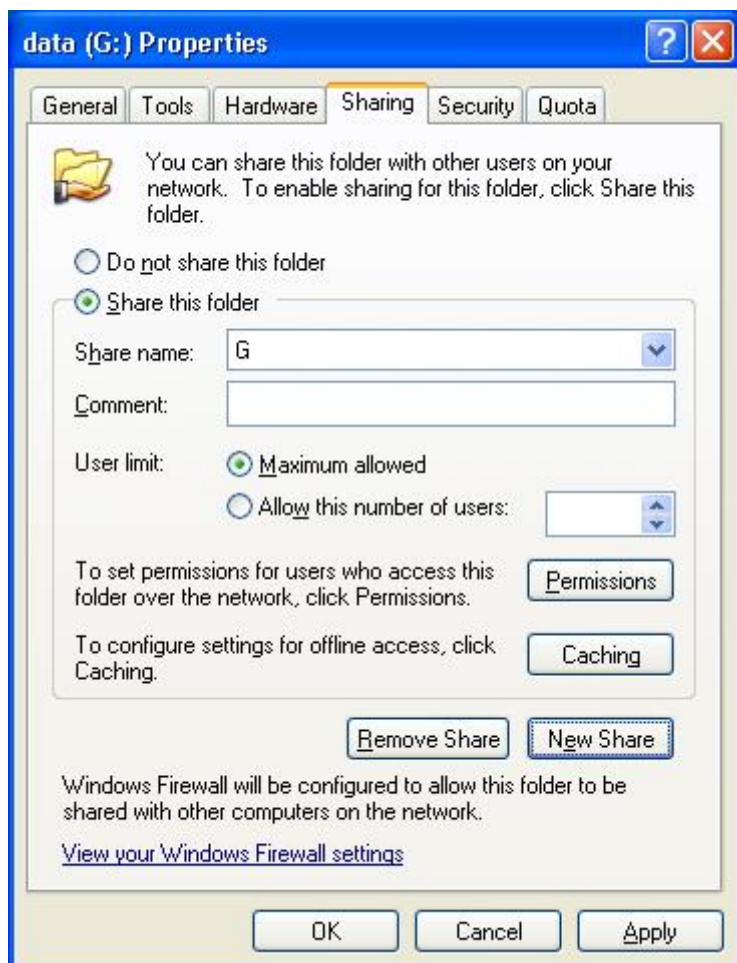 data (G:) Properties
General Tools Hardware Sharing Security Quota
You can share this folder with other users on your
network. To enable sharing for this folder, click Share this
folder.
Do not share this folder
Share this folder
Share name: G
Comment:
User limit: Maximum allowed
Allow this number of users:
To set permissions for users who access this
folder over the network, click Permissions.
Permissions
To configure settings for offline access, click
Caching.
Caching
Remove Share New Share
Windows Firewall will be configured to allow this folder to be
shared with other computers on the network.
View your Windows Firewall settings
OK Cancel Apply